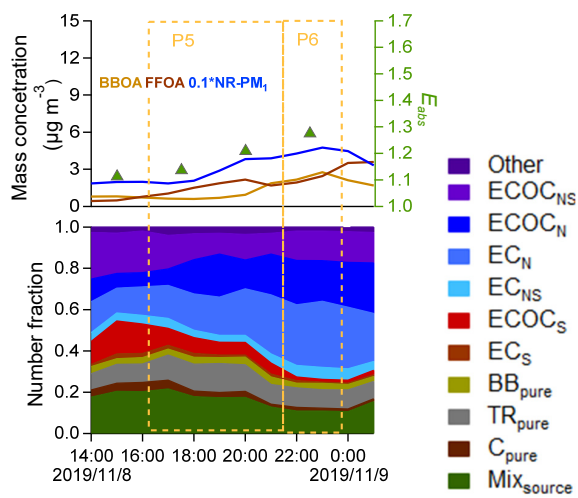 15
12
9
6
3
0
Mass concetration
(µg m⁻³)
P5
P6
BBOA FFOA 0.1*NR-PM₁
1.7
1.6
1.5
1.4
1.3
1.2
1.1
1.0
E_abs
1.0
0.8
0.6
0.4
0.2
0.0
Number fraction
14:00 16:00 18:00 20:00 22:00 0:00
2019/11/8 2019/11/9
Other
ECOC_NS
ECOC_N
EC_N
EC_NS
ECOC_S
EC_S
BB_pure
TR_pure
C_pure
Mix_source